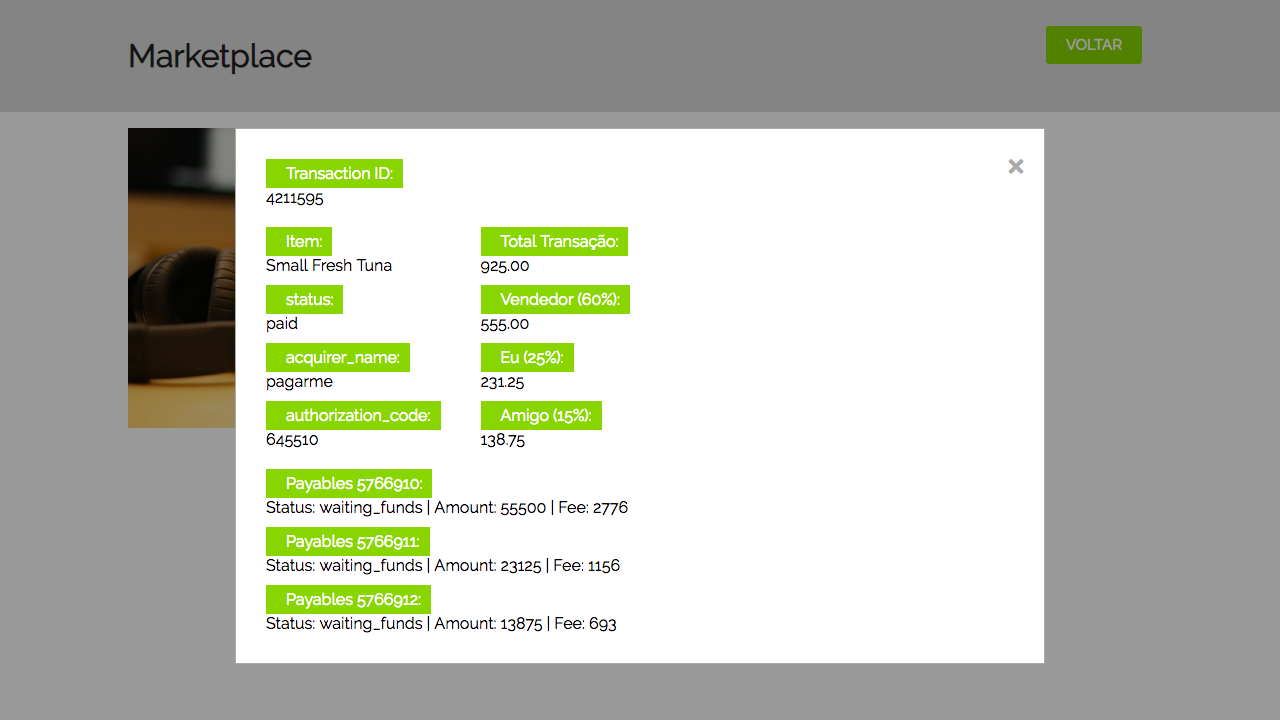 Marketplace
VOLTAR
Transaction ID:
4211595
Item:
Small Fresh Tuna
Total Transação:
925.00
status:
paid
Vendedor (60%):
555.00
acquirer_name:
pagarme
Eu (25%):
231.25
authorization_code:
645510
Amigo (15%):
138.75
Payables 5766910:
Status: waiting_funds | Amount: 55500 | Fee: 2776
Payables 5766911:
Status: waiting_funds | Amount: 23125 | Fee: 1156
Payables 5766912:
Status: waiting_funds | Amount: 13875 | Fee: 693